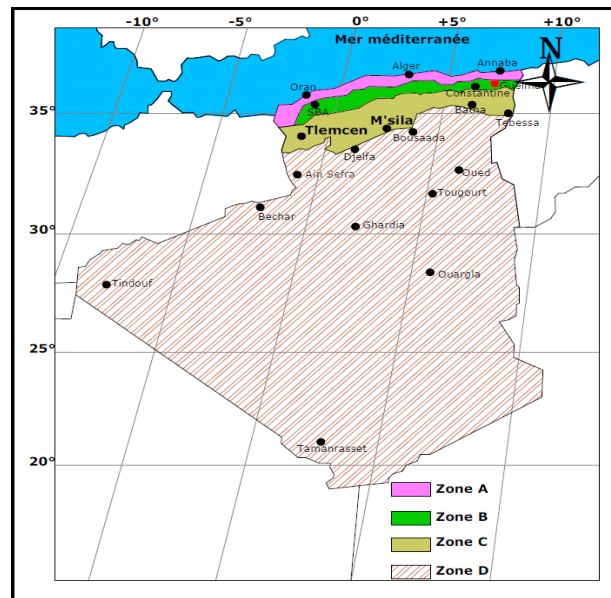 -10° -5° 0° +5° +10°
Mer méditerranée
N
Alger
Annaba
Oran
Constantine
Guelma
35°
SBA
Batna
Tlemcen
M'sila
Bousaada
Tebessa
Djelfa
Ain Sefra
Oued
Tougourt
Bechar
30°
Ghardia
Ouargla
Tindouf
25°
Tamanrasset
20°
Zone A
Zone B
Zone C
Zone D